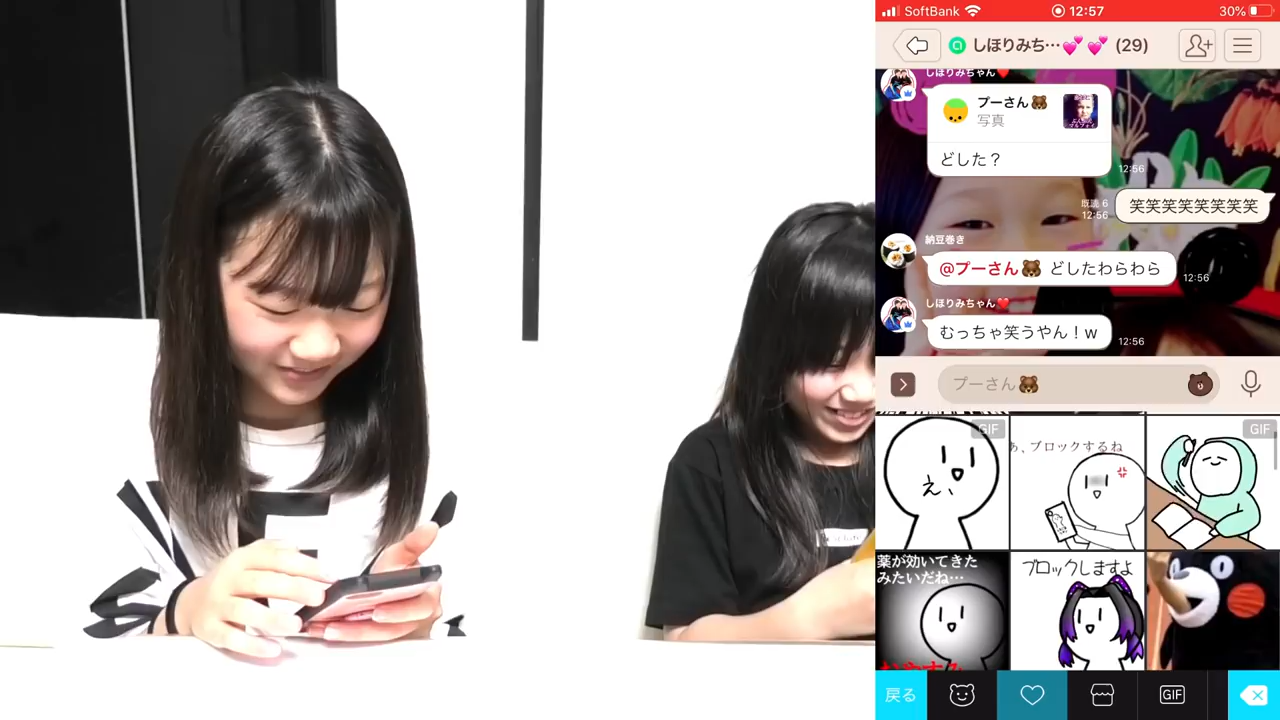 SoftBank 12:57 30%
しほりみち…💕 💕 (29)
しほりみちゃん❤️
プーさん🐻
写真
どした？
12:56
既読 6
12:56
笑笑笑笑笑笑笑笑
納豆巻き
@プーさん🐻 どしたわらわら
12:56
しほりみちゃん❤️
むっちゃ笑うやん！w
12:56
プーさん🐻
GIF
え、
あ、ブロックするね
GIF
薬が効いてきた
みたいだね…
おやすみ
ブロックしますよ
戻る
GIF